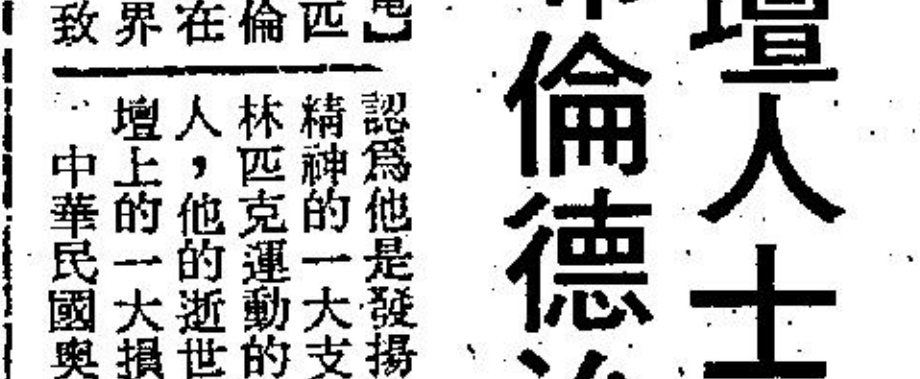 壇人士
倫德
】
匹
倫
在
界
致
認為他是發揚
精神的一大支
林匹克運動的
人，他的逝世
壇上的一大損
中華民國奧